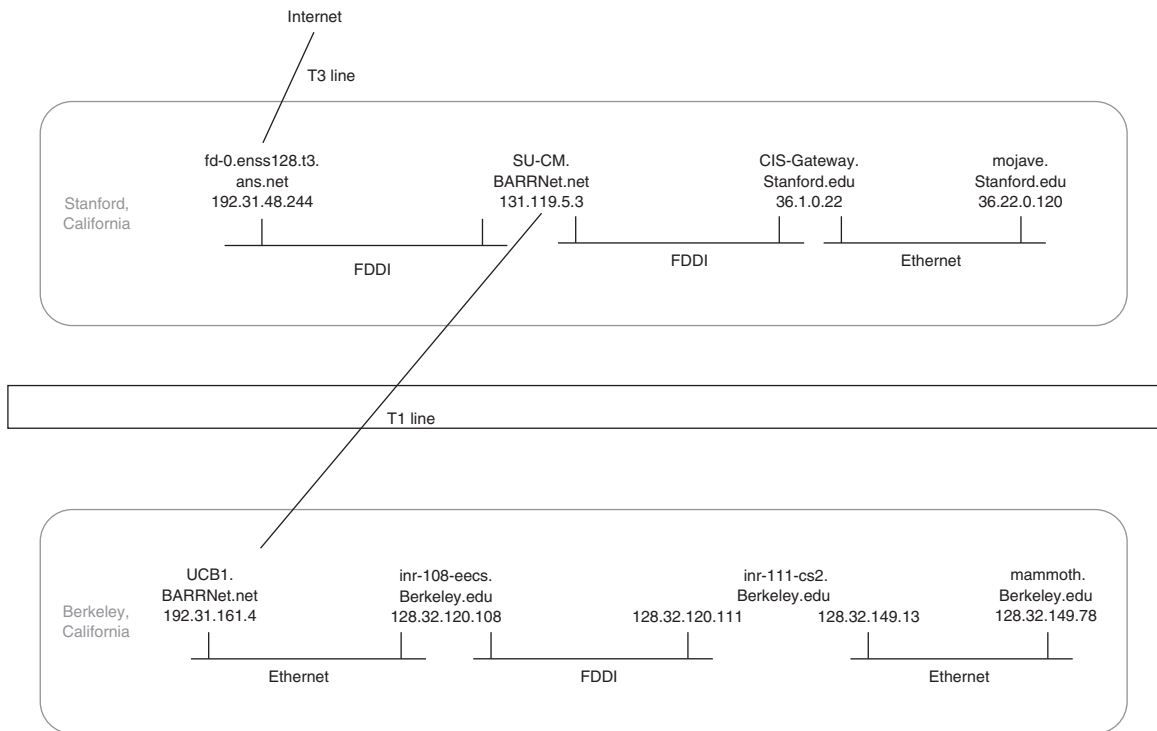 Internet
T3 line
fd-0.enss128.t3.
ans.net
192.31.48.244
SU-CM.
BARRNet.net
131.119.5.3
CIS-Gateway.
Stanford.edu
36.1.0.22
mojave.
Stanford.edu
36.22.0.120
Stanford,
California
FDDI
FDDI
Ethernet
T1 line
UCB1.
BARRNet.net
192.31.161.4
inr-108-eecs.
Berkeley.edu
128.32.120.108
128.32.120.111
inr-111-cs2.
Berkeley.edu
128.32.149.13
mammoth.
Berkeley.edu
128.32.149.78
Berkeley,
California
Ethernet
FDDI
Ethernet